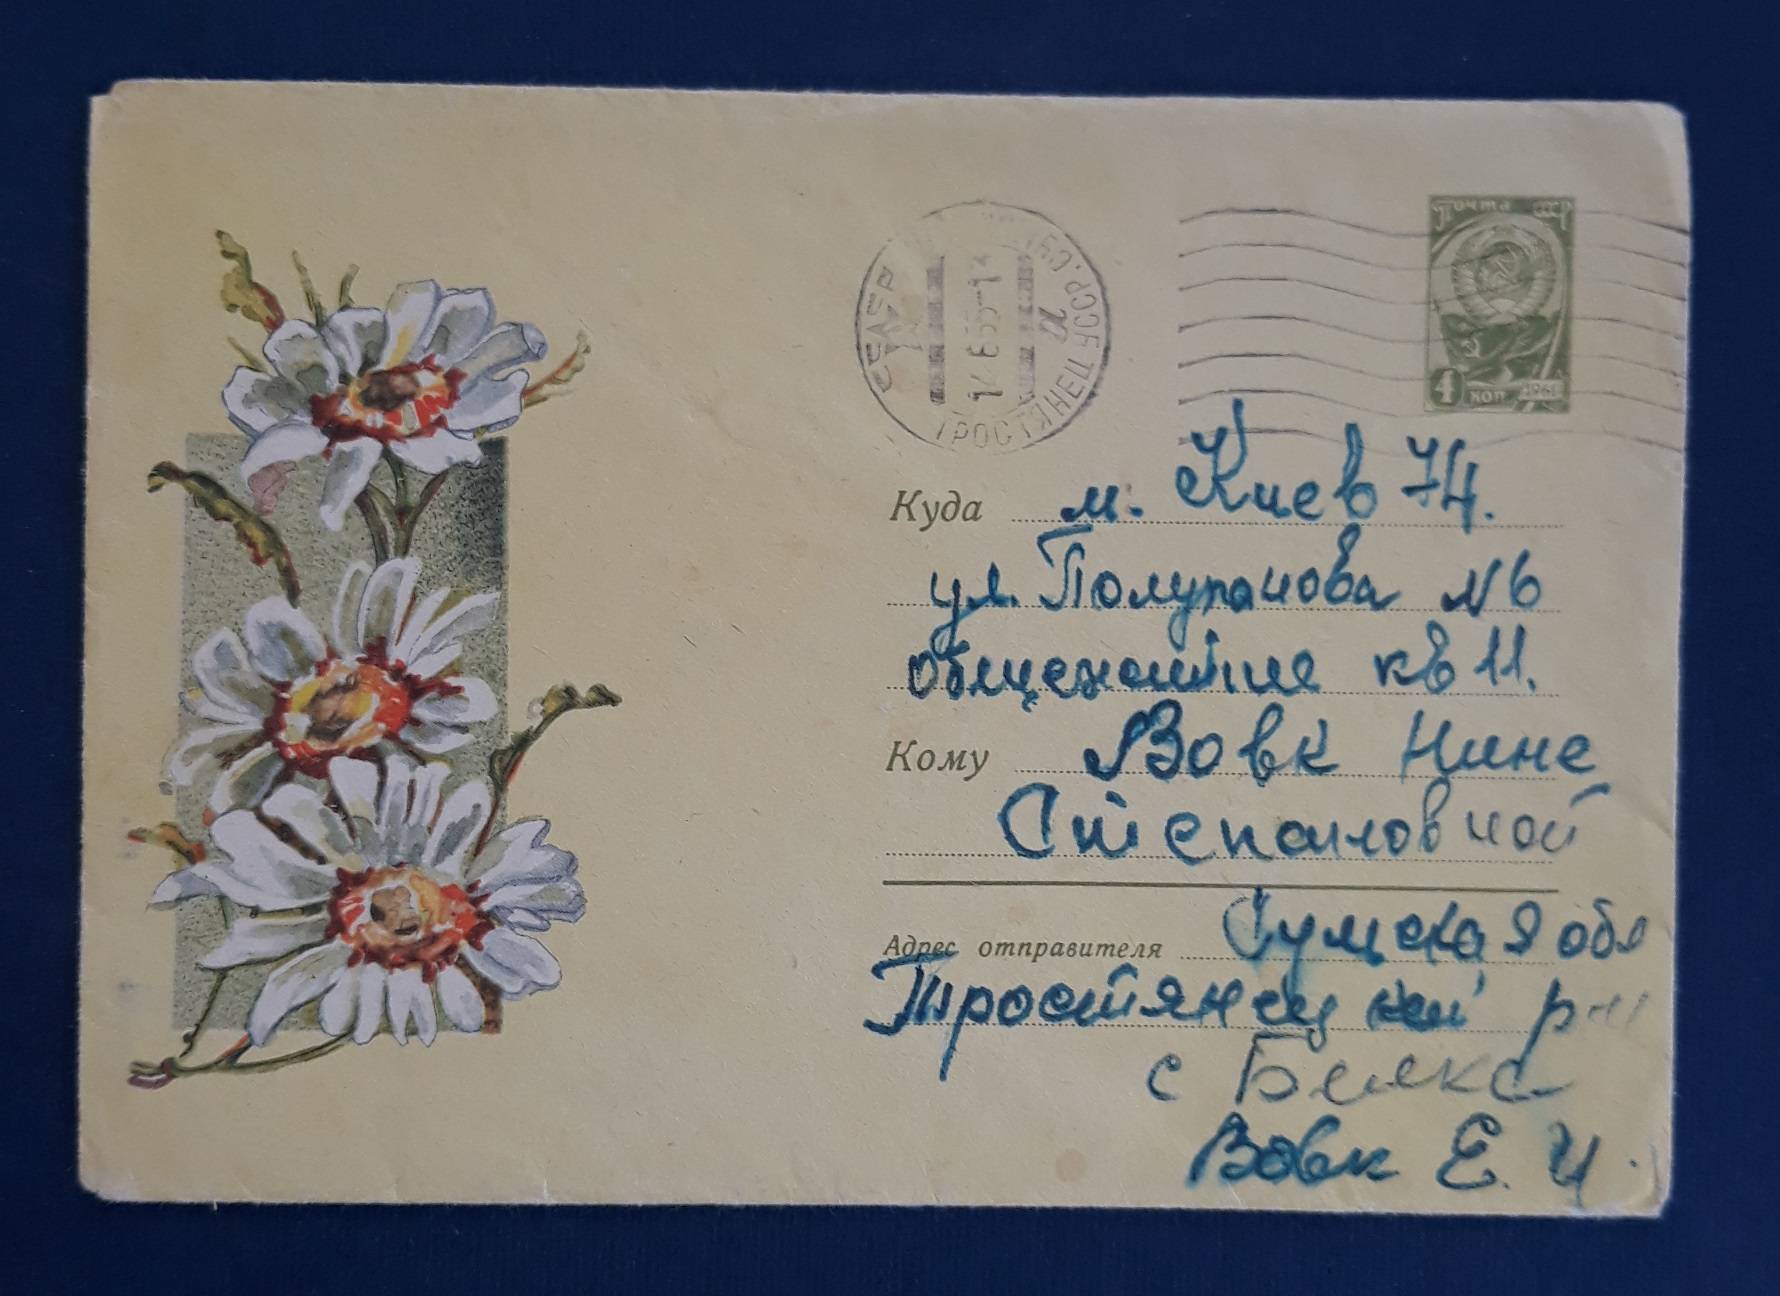 Почта СССР
4 коп 1961
ТРОСТЯНЕЦ
Куда м. Киев 74.
ул. Полупанова N 6
общежитие кв 11.
Кому Вовк Нине
Степановной
Адрес отправителя Сумская обл
Тростянецкий р-н
с Белка
Вовк Е. И.